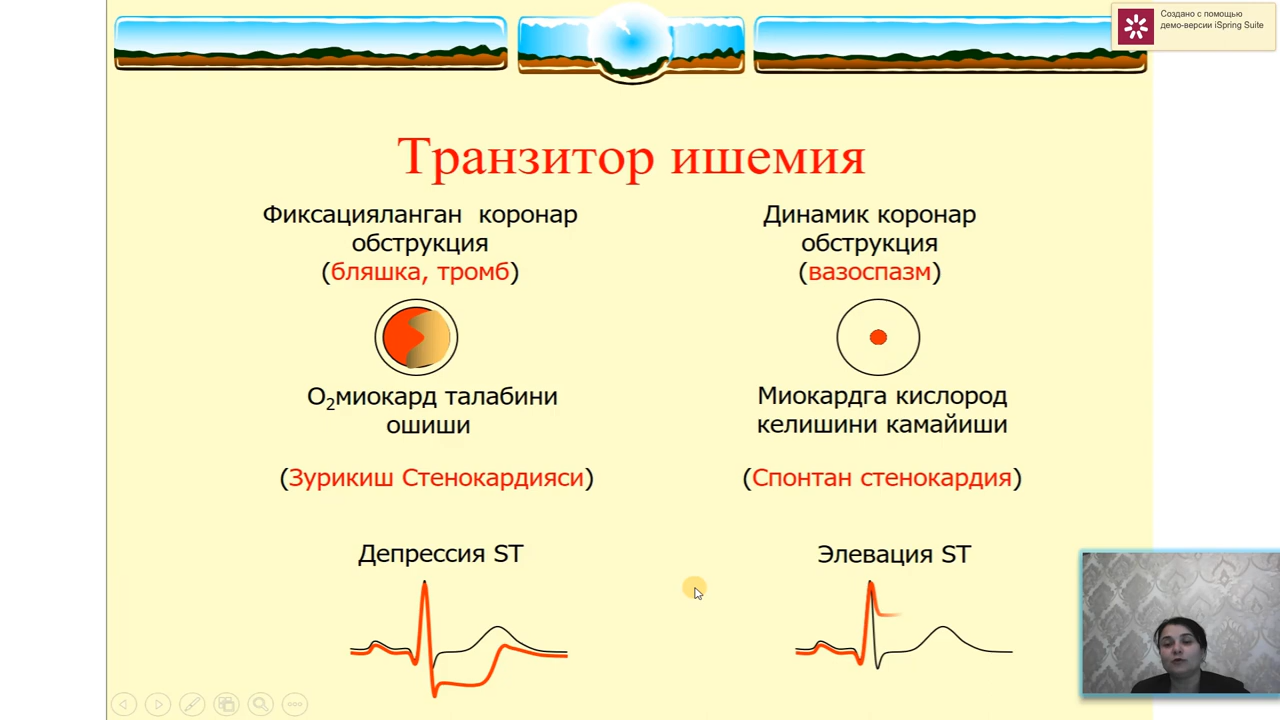 Создано с помощью
демо-версии iSpring Suite
Транзитор ишемия
Фиксацияланган коронар
обструкция
(бляшка, тромб)
О2миокард талабини
ошиши
(Зурикиш Стенокардияси)
Депрессия ST
Динамик коронар
обструкция
(вазоспазм)
Миокардга кислород
келишини камайиши
(Спонтан стенокардия)
Элевация ST